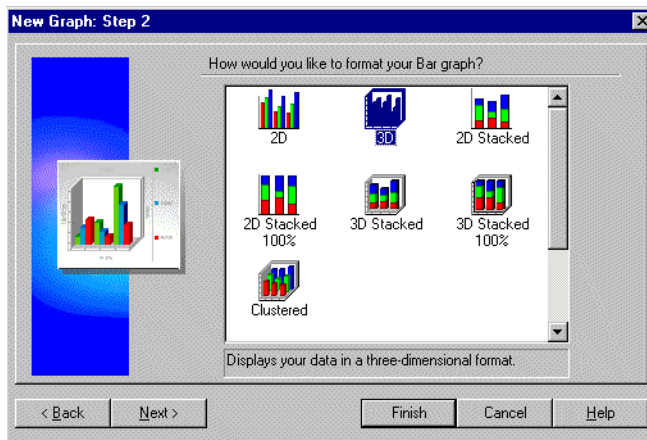 New Graph: Step 2
How would you like to format your Bar graph?
2D
3D
2D Stacked
2D Stacked
100%
3D Stacked
3D Stacked
100%
Clustered
Displays your data in a three-dimensional format.
< Back
Next >
Finish
Cancel
Help